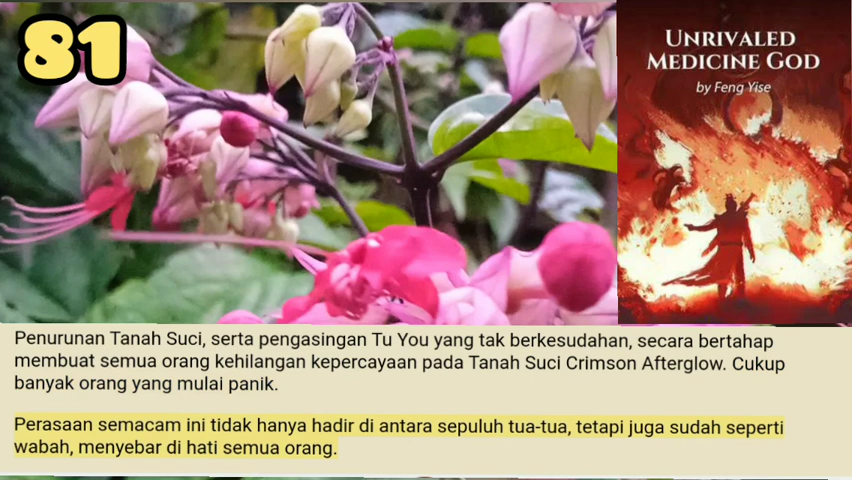 81
UNRIVALED
MEDICINE GOD
by Feng Yise
Penurunan Tanah Suci, serta pengasingan Tu You yang tak berkesudahan, secara bertahap
membuat semua orang kehilangan kepercayaan pada Tanah Suci Crimson Afterglow. Cukup
banyak orang yang mulai panik.
Perasaan semacam ini tidak hanya hadir di antara sepuluh tua-tua, tetapi juga sudah seperti
wabah, menyebar di hati semua orang.